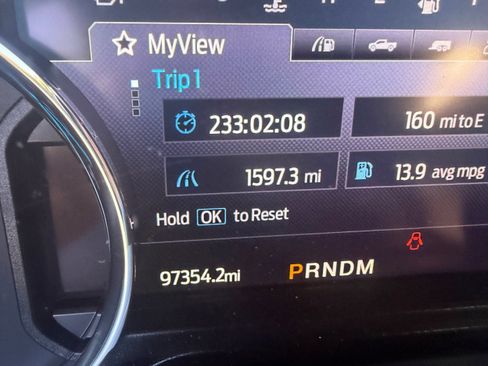 MyView
Trip 1
233:02:08
160 mi to E
1597.3 mi
13.9 avg mpg
Hold OK to Reset
97354.2mi
PRNDM